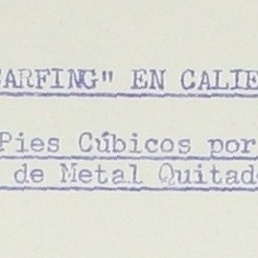 ARFING" EN CALIE
Pies Cúbicos por
de Metal Quitad